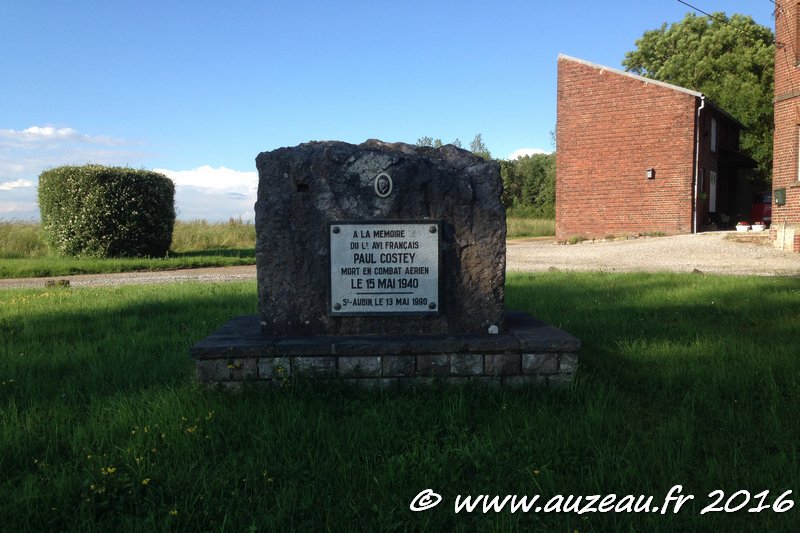 A LA MEMOIRE
DU Lt AVI. FRANÇAIS
PAUL COSTEY
MORT EN COMBAT AERIEN
LE 15 MAI 1940
St-AUBIN, LE 13 MAI 1990
© www.auzeau.fr 2016